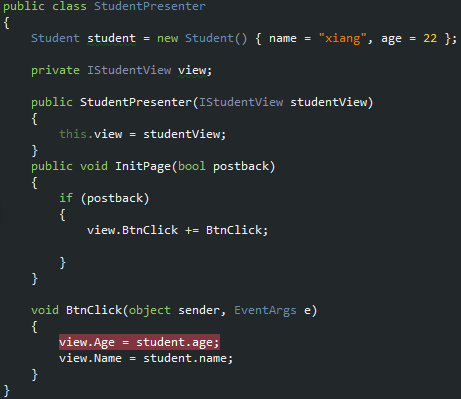 public class StudentPresenter
{
Student student = new Student() { name = "xiang", age = 22 };
private IStudentView view;
public StudentPresenter(IStudentView studentView)
{
this.view = studentView;
}
public void InitPage(bool postback)
{
if (postback)
{
view.BtnClick += BtnClick;
}
}
void BtnClick(object sender, EventArgs e)
{
view.Age = student.age;
view.Name = student.name;
}
}